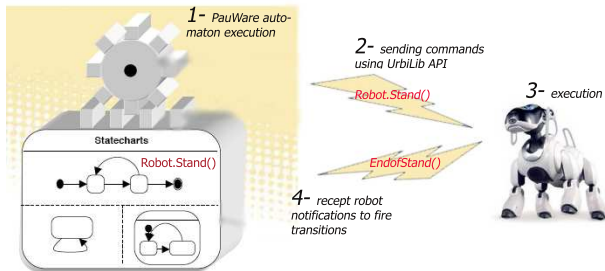 1- PauWare auto-
maton execution
2- sending commands
using UrbiLib API
Robot.Stand()
3- execution
Statecharts
Robot.Stand()
EndofStand()
4- recept robot
notifications to fire
transitions